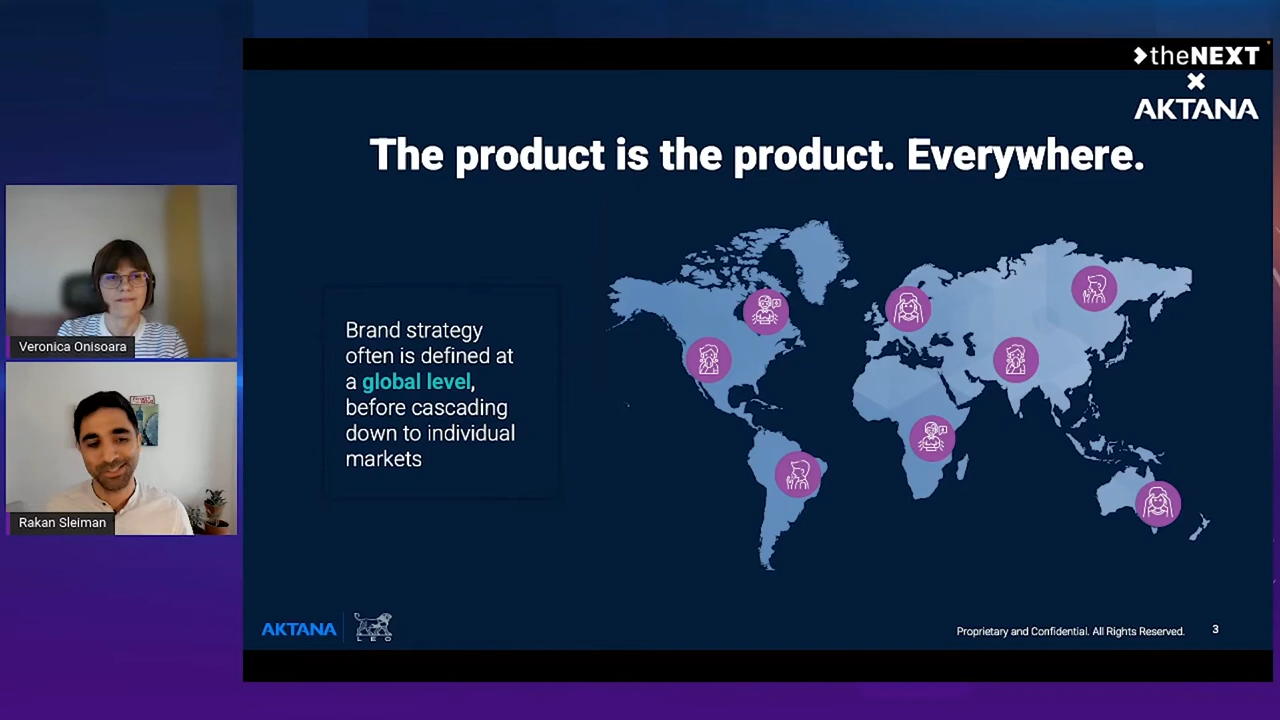 theNEXT
AKTANA
The product is the product. Everywhere.
Brand strategy
often is defined at
a global level,
before cascading
down to individual
markets
Veronica Onisoara
Rakan Sleiman
AKTANA
LEO
Proprietary and Confidential. All Rights Reserved.
3